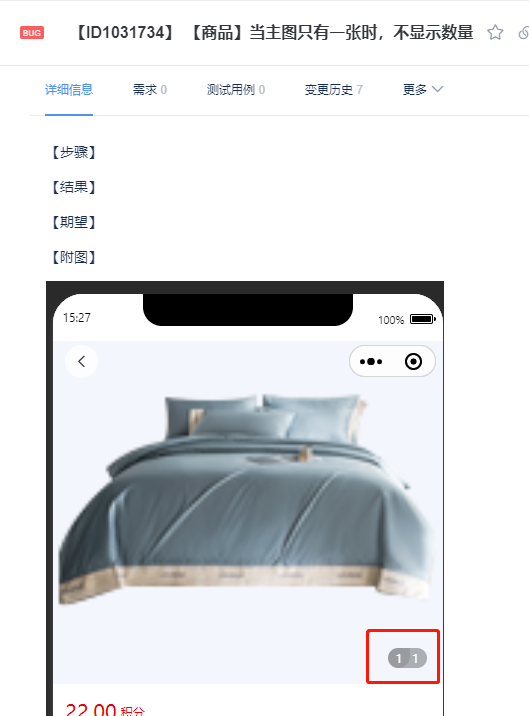 BUG 【ID1031734】 【商品】当主图只有一张时，不显示数量
详细信息 需求 0 测试用例 0 变更历史 7 更多
【步骤】
【结果】
【期望】
【附图】
15:27 100%
1 1
22.00 积分